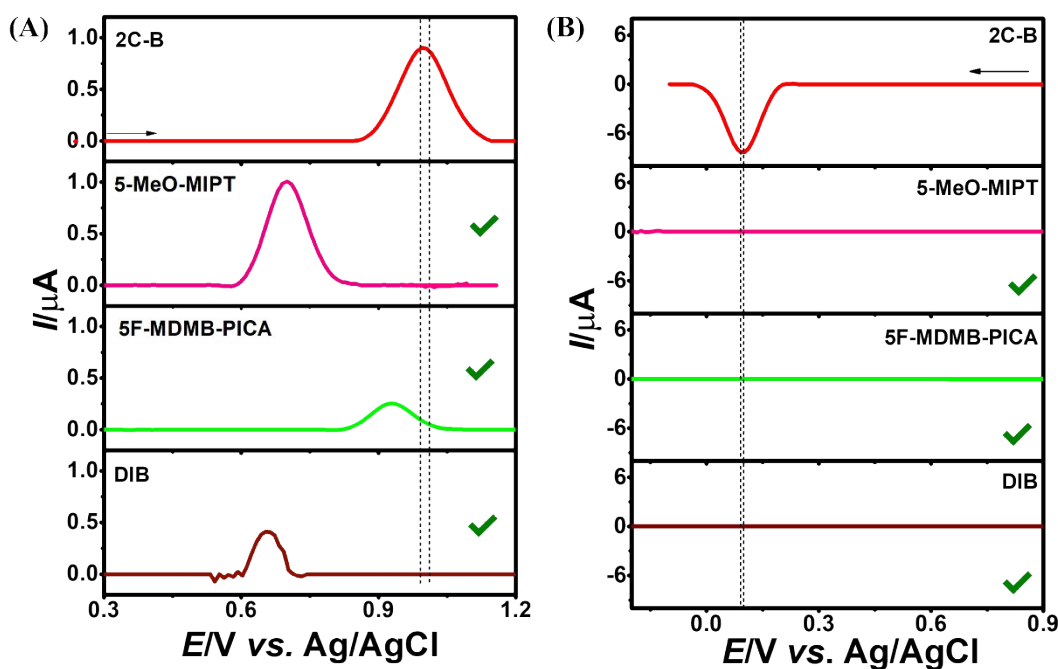 (A)
2C-B
1.0
0.5
0.0
5-MeO-MIPT
1.0
0.5
0.0
5F-MDMB-PICA
1.0
0.5
0.0
DIB
1.0
0.5
0.0
0.3 0.6 0.9 1.2
I/μA
E/V vs. Ag/AgCl
(B)
2C-B
6
0
-6
5-MeO-MIPT
6
0
-6
5F-MDMB-PICA
6
0
-6
DIB
6
0
-6
0.0 0.3 0.6 0.9
I/μA
E/V vs. Ag/AgCl